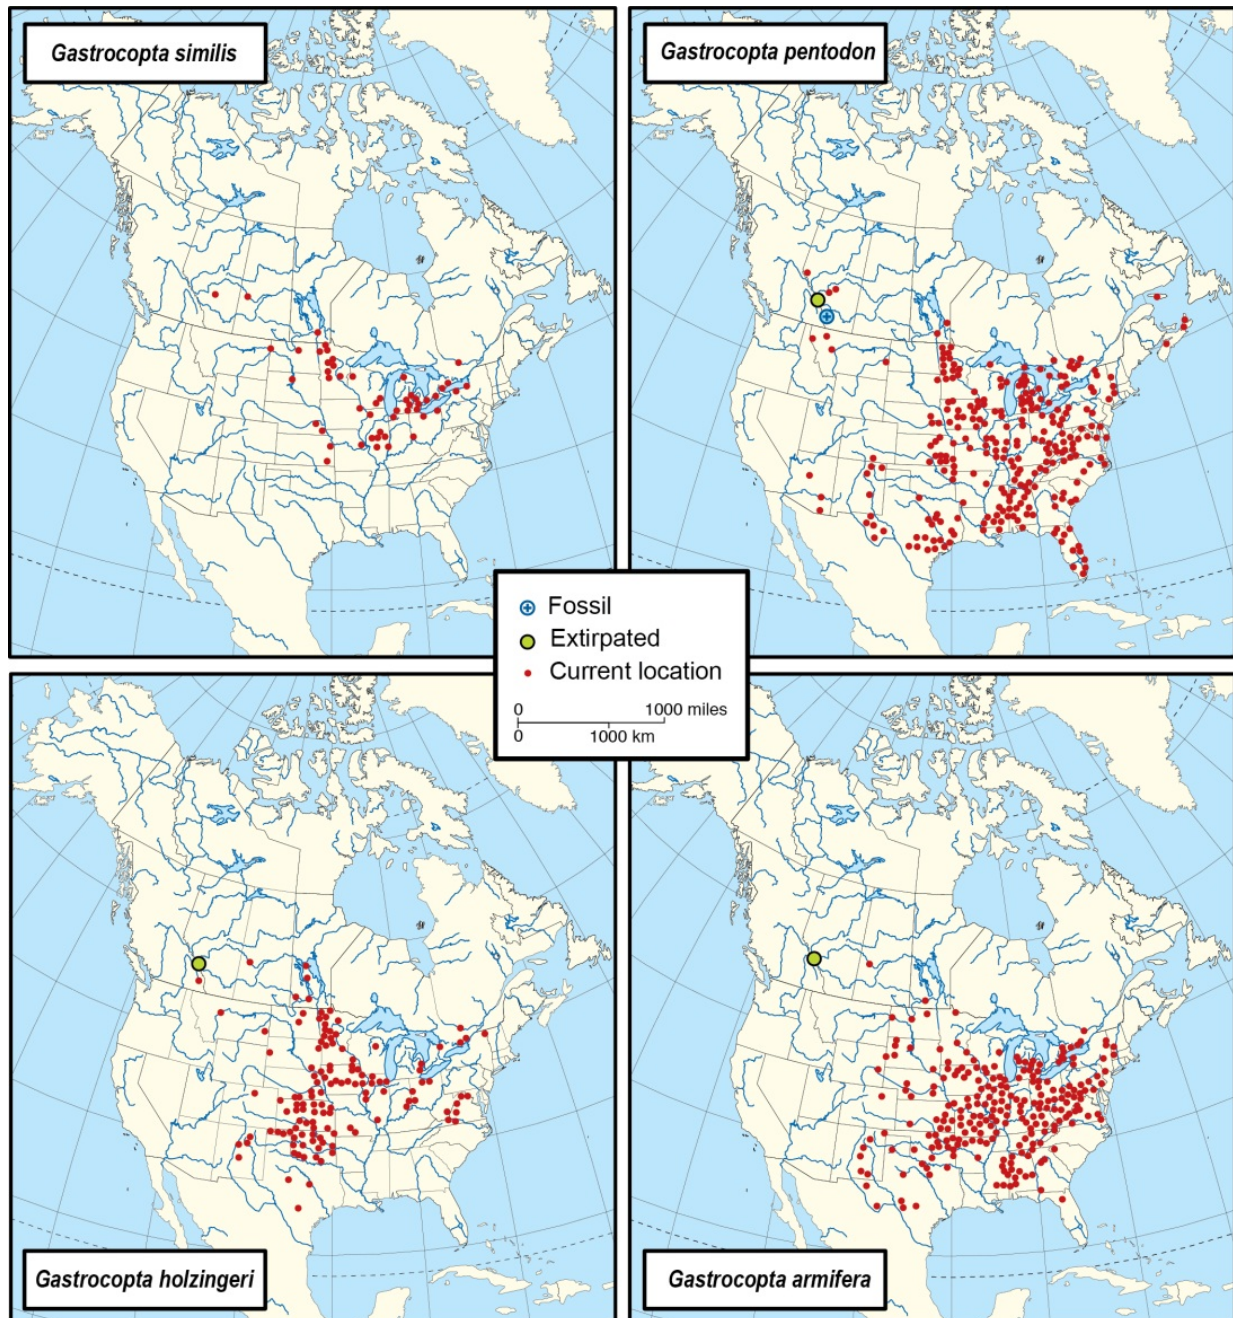 Gastrocopta similis
Gastrocopta pentodon
Fossil
Extirpated
Current location
0 1000 miles
0 1000 km
Gastrocopta holzingeri
Gastrocopta armifera